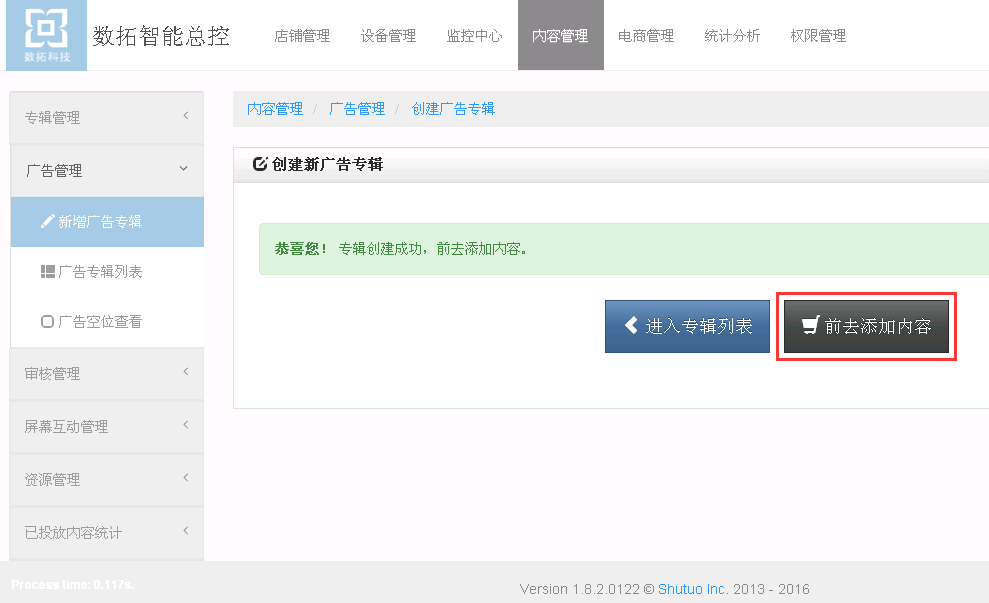 数拓科技
数拓智能总控
店铺管理 设备管理 监控中心 内容管理 电商管理 统计分析 权限管理
专辑管理
广告管理
新增广告专辑
广告专辑列表
广告空位查看
审核管理
屏幕互动管理
资源管理
已投放内容统计
内容管理 / 广告管理 / 创建广告专辑
创建新广告专辑
恭喜您！ 专辑创建成功，前去添加内容。
进入专辑列表 前去添加内容
Process time: 0.117s.
Version 1.8.2.0122 © Shutuo Inc. 2013 - 2016